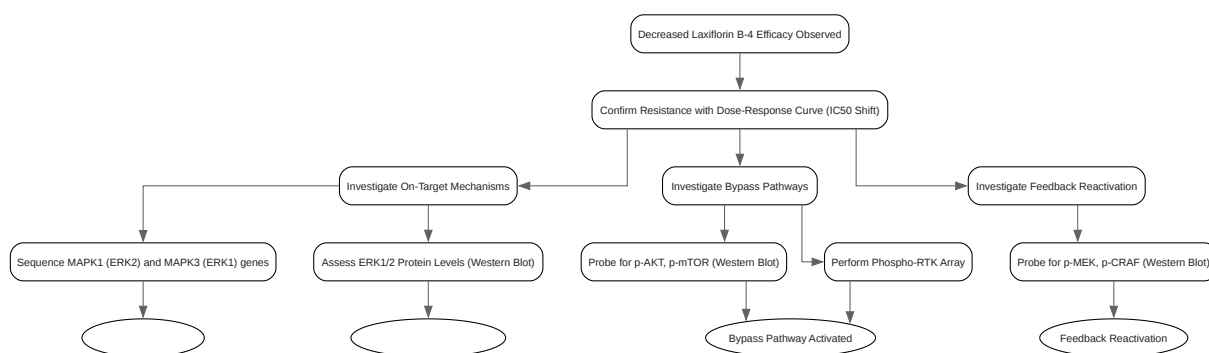 Decreased Laxiflorin B-4 Efficacy Observed
Confirm Resistance with Dose-Response Curve (IC50 Shift)
Investigate On-Target Mechanisms
Investigate Bypass Pathways
Investigate Feedback Reactivation
Sequence MAPK1 (ERK2) and MAPK3 (ERK1) genes
Assess ERK1/2 Protein Levels (Western Blot)
Probe for p-AKT, p-mTOR (Western Blot)
Perform Phospho-RTK Array
Probe for p-MEK, p-CRAF (Western Blot)
Bypass Pathway Activated
Feedback Reactivation